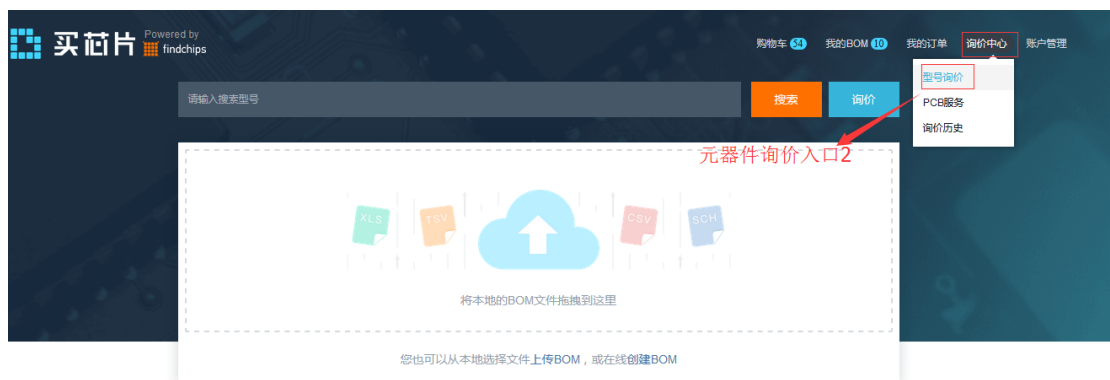 买芯片 Powered by findchips
购物车 54 我的BOM 10 我的订单 询价中心 账户管理
型号询价
PCB服务
询价历史
请输入搜索型号 搜索 询价
元器件询价入口2
XLS TSV CSV SCH
将本地的BOM文件拖拽到这里
您也可以从本地选择文件上传BOM，或在线创建BOM